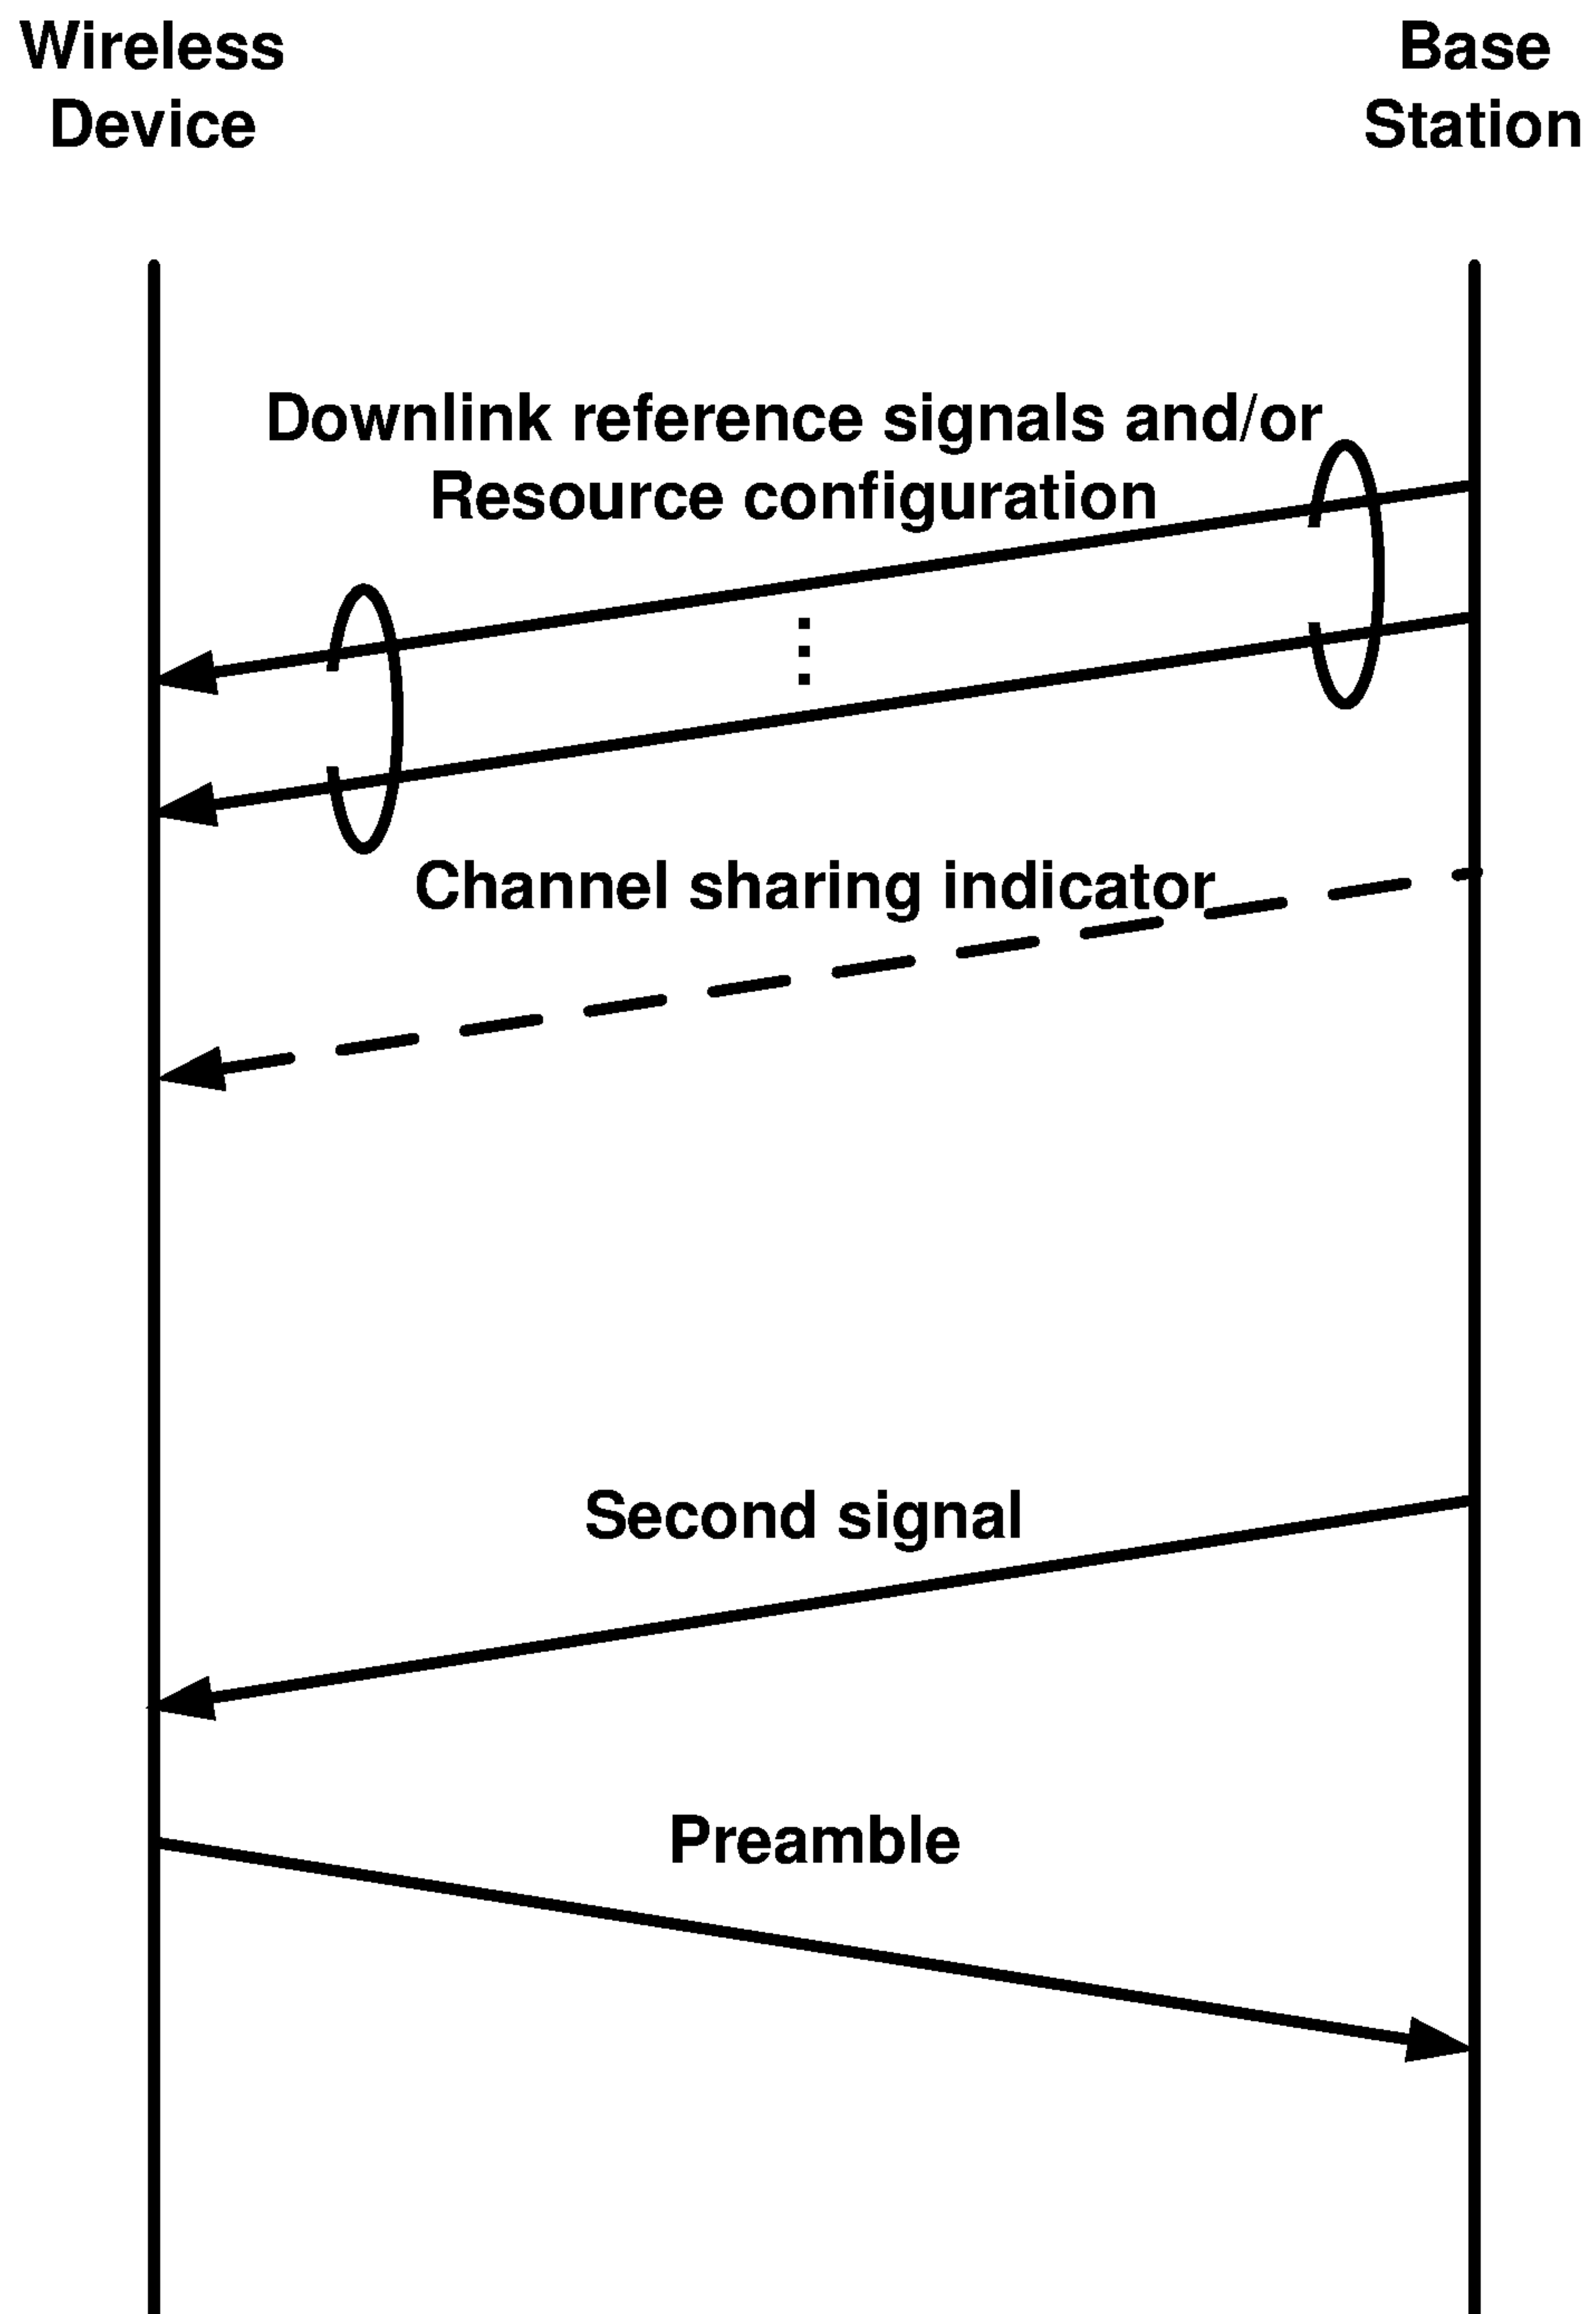 Wireless
Device
Base
Station
Downlink reference signals and/or
Resource configuration
Channel sharing indicator
Second signal
Preamble